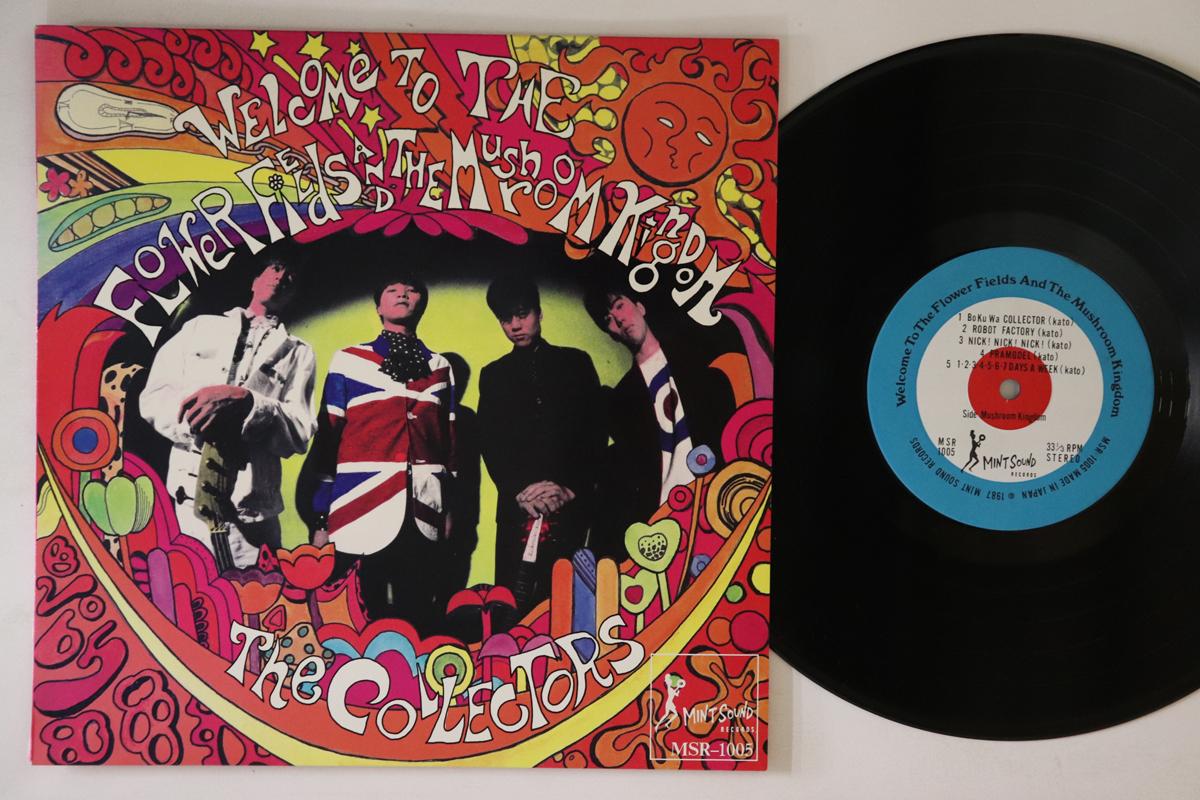 WELCOME TO THE
FLOWER FIELDS AND THE MUSHROOM KINGDOM
THE COLLECTORS
MINT SOUND
RECORDS
MSR-1005
Welcome To The Flower Fields And The Mushroom Kingdom
1 BoKu Wa COLLECTOR (kato)
2 ROBOT FACTORY (kato)
3 NICK! NICK! NICK! (kato)
4 PRAMODEL (kato)
5 1·2·3·4·5·6·7 DAYS A WEEK (kato)
Side Mushroom Kingdom
MSR
1005
33⅓ RPM
STEREO
MINT SOUND
RECORDS
MSR 1005 MADE IN JAPAN ℗ 1987 MINT SOUND RECORDS